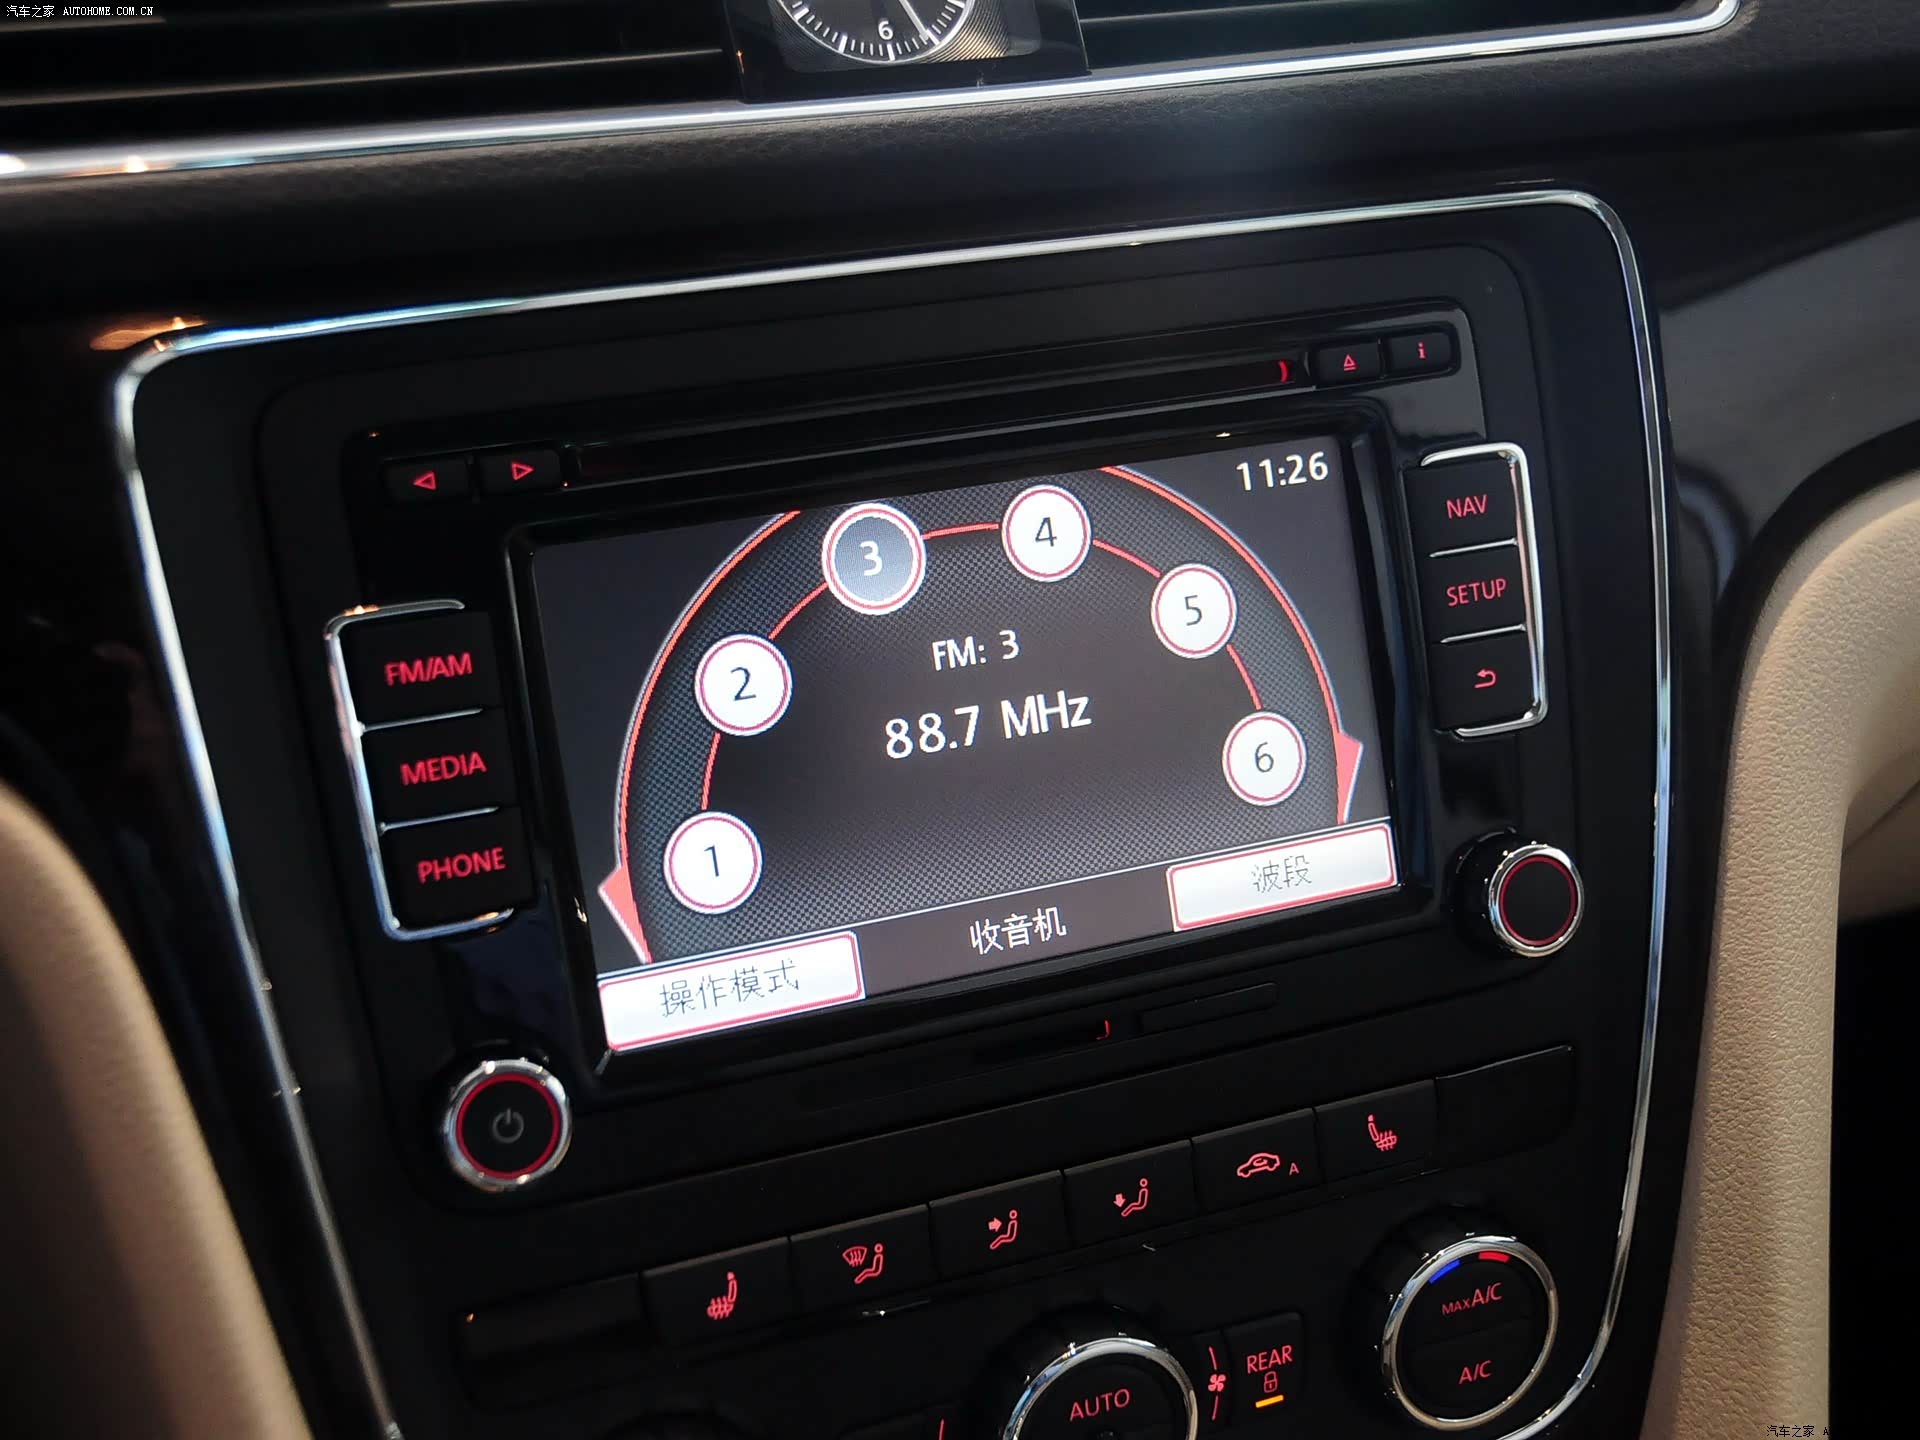 汽车之家 AUTOHOME.COM.CN
6
i
11:26
3
4
5
2
6
1
FM: 3
88.7 MHz
波段
收音机
操作模式
NAV
SETUP
FM/AM
MEDIA
PHONE
A
MAX A/C
A/C
REAR
AUTO
汽车之家 A